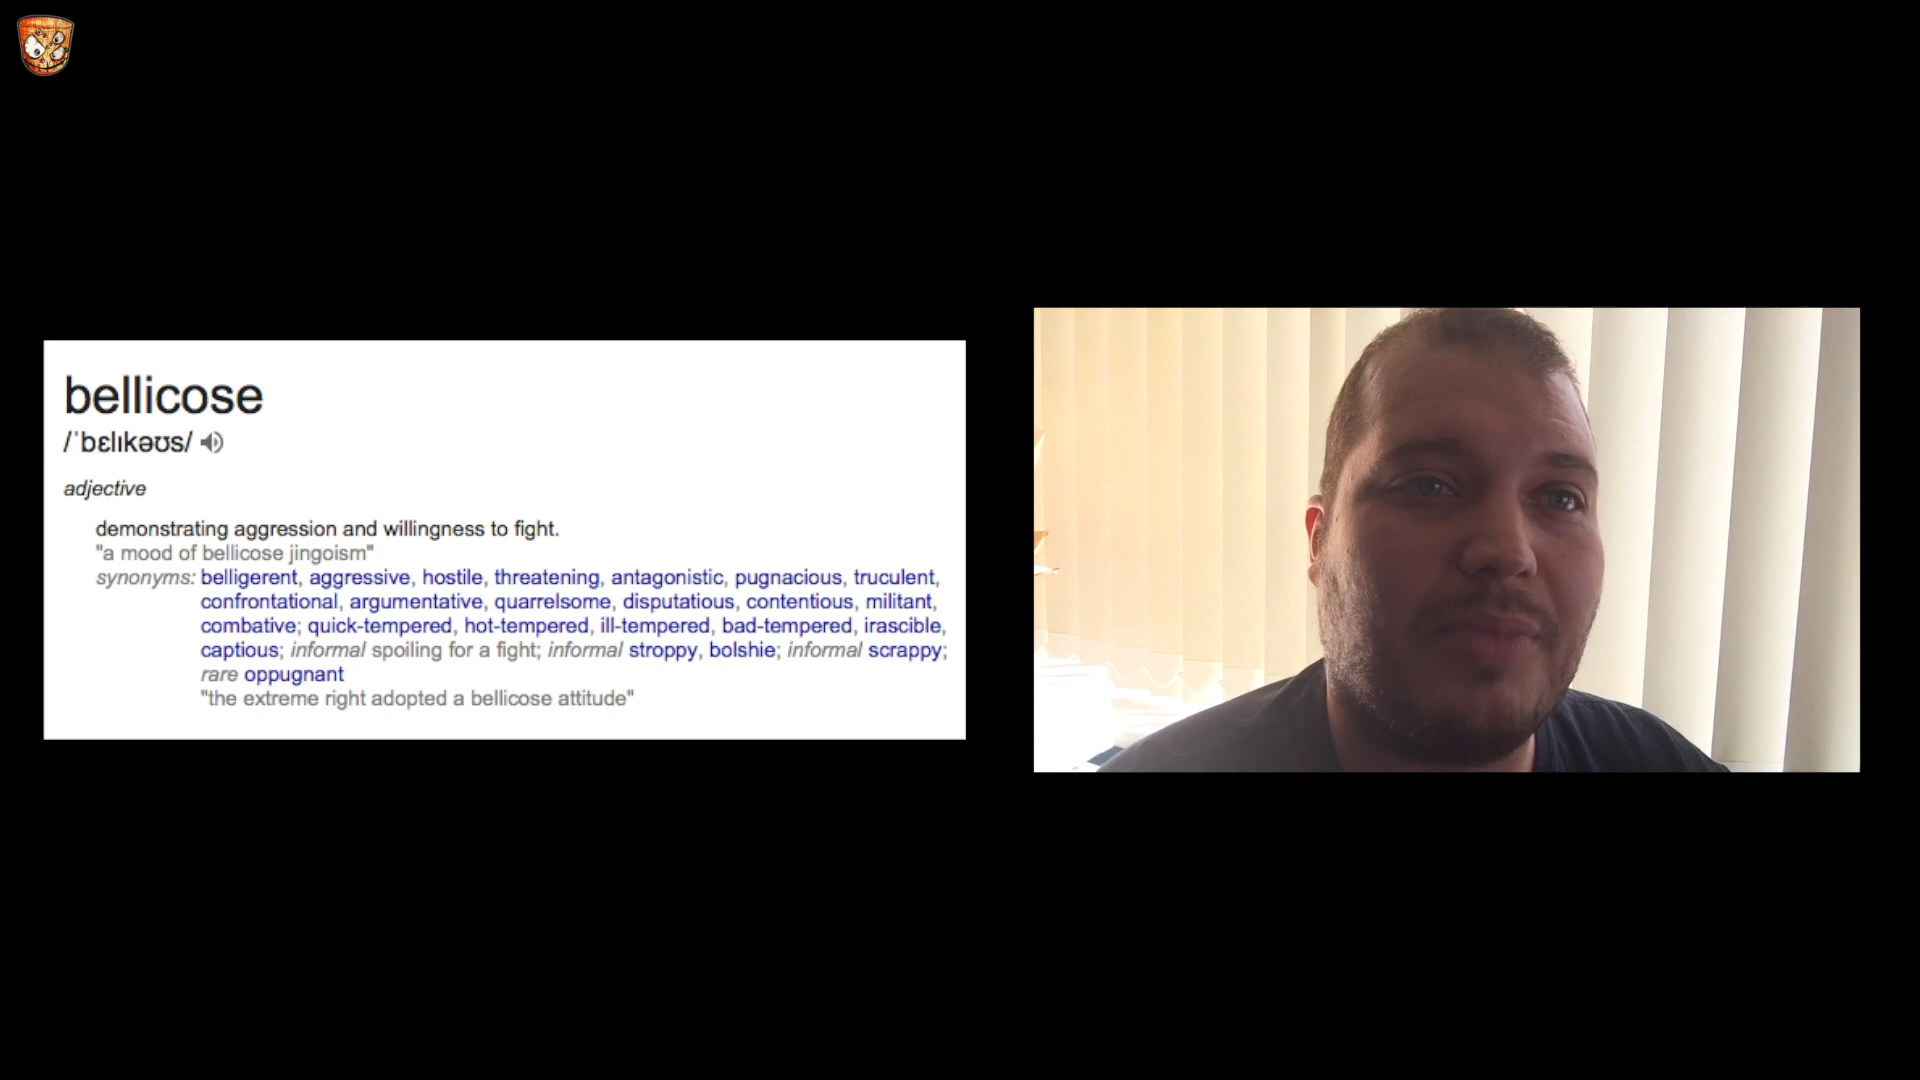 bellicose
/ˈbɛlɪkəʊs/
adjective
demonstrating aggression and willingness to fight.
"a mood of bellicose jingoism"
synonyms: belligerent, aggressive, hostile, threatening, antagonistic, pugnacious, truculent,
confrontational, argumentative, quarrelsome, disputatious, contentious, militant,
combative; quick-tempered, hot-tempered, ill-tempered, bad-tempered, irascible,
captious; informal spoiling for a fight; informal stroppy, bolshie; informal scrappy;
rare oppugnant
"the extreme right adopted a bellicose attitude"